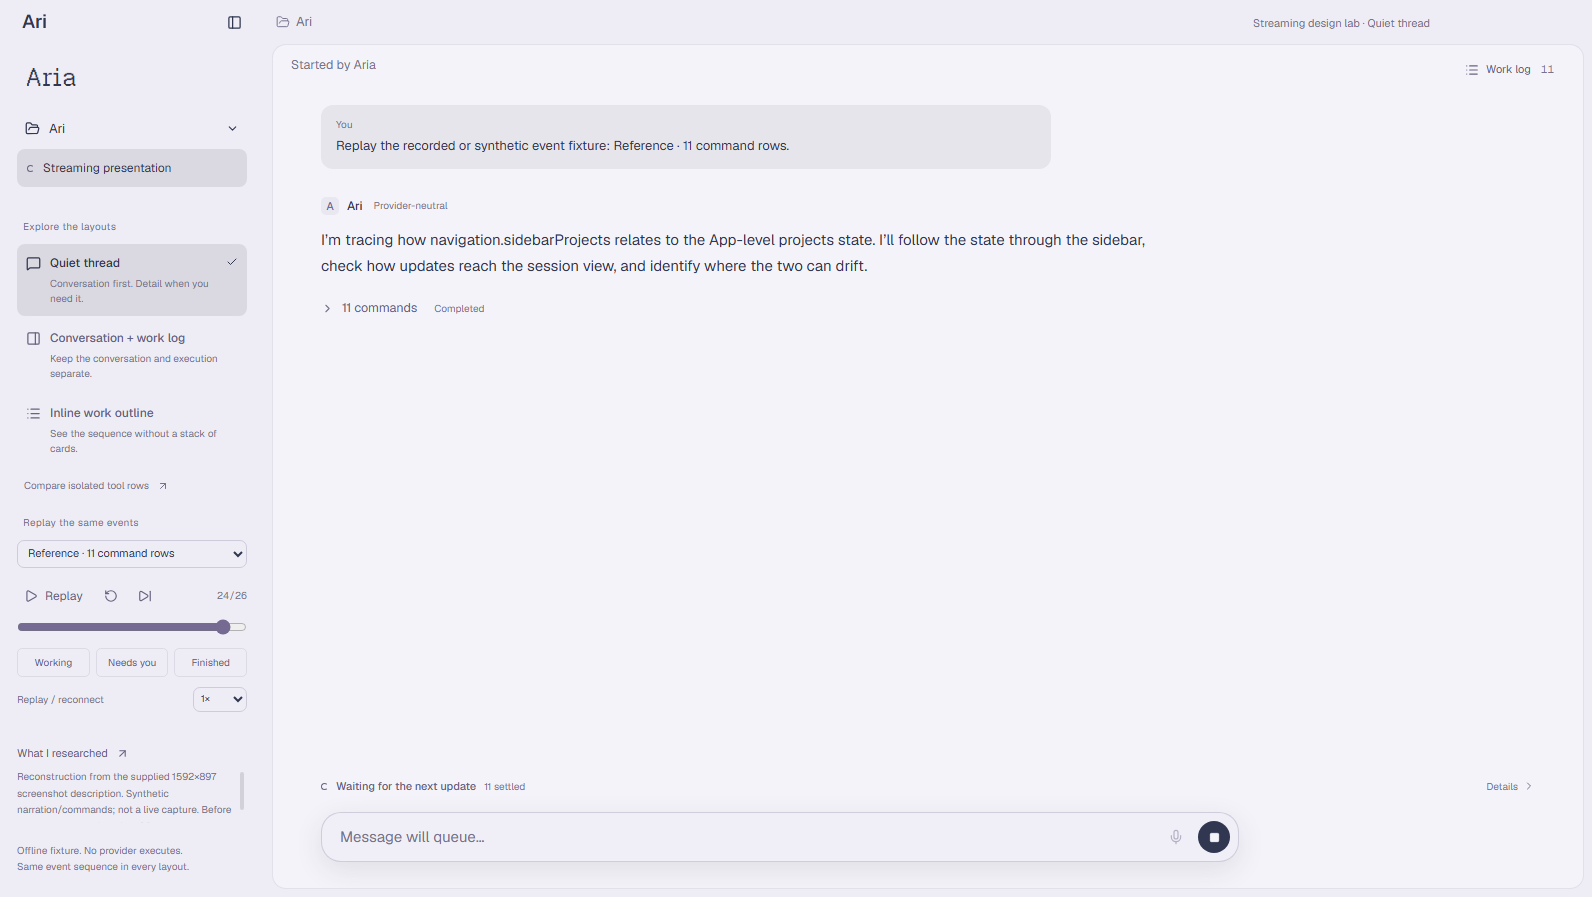 Ari
Aria
Ari
Streaming presentation
Explore the layouts
Quiet thread
Conversation first. Detail when you
need it.
Conversation + work log
Keep the conversation and execution
separate.
Inline work outline
See the sequence without a stack of
cards.
Compare isolated tool rows
Replay the same events
Reference · 11 command rows
Replay
24/26
Working
Needs you
Finished
Replay / reconnect
1×
What I researched
Reconstruction from the supplied 1592×897
screenshot description. Synthetic
narration/commands; not a live capture. Before
Offline fixture. No provider executes.
Same event sequence in every layout.
Ari
Streaming design lab · Quiet thread
Started by Aria
Work log 11
You
Replay the recorded or synthetic event fixture: Reference · 11 command rows.
A Ari Provider-neutral
I’m tracing how navigation.sidebarProjects relates to the App-level projects state. I’ll follow the state through the sidebar,
check how updates reach the session view, and identify where the two can drift.
11 commands Completed
Waiting for the next update 11 settled
Details
Message will queue...